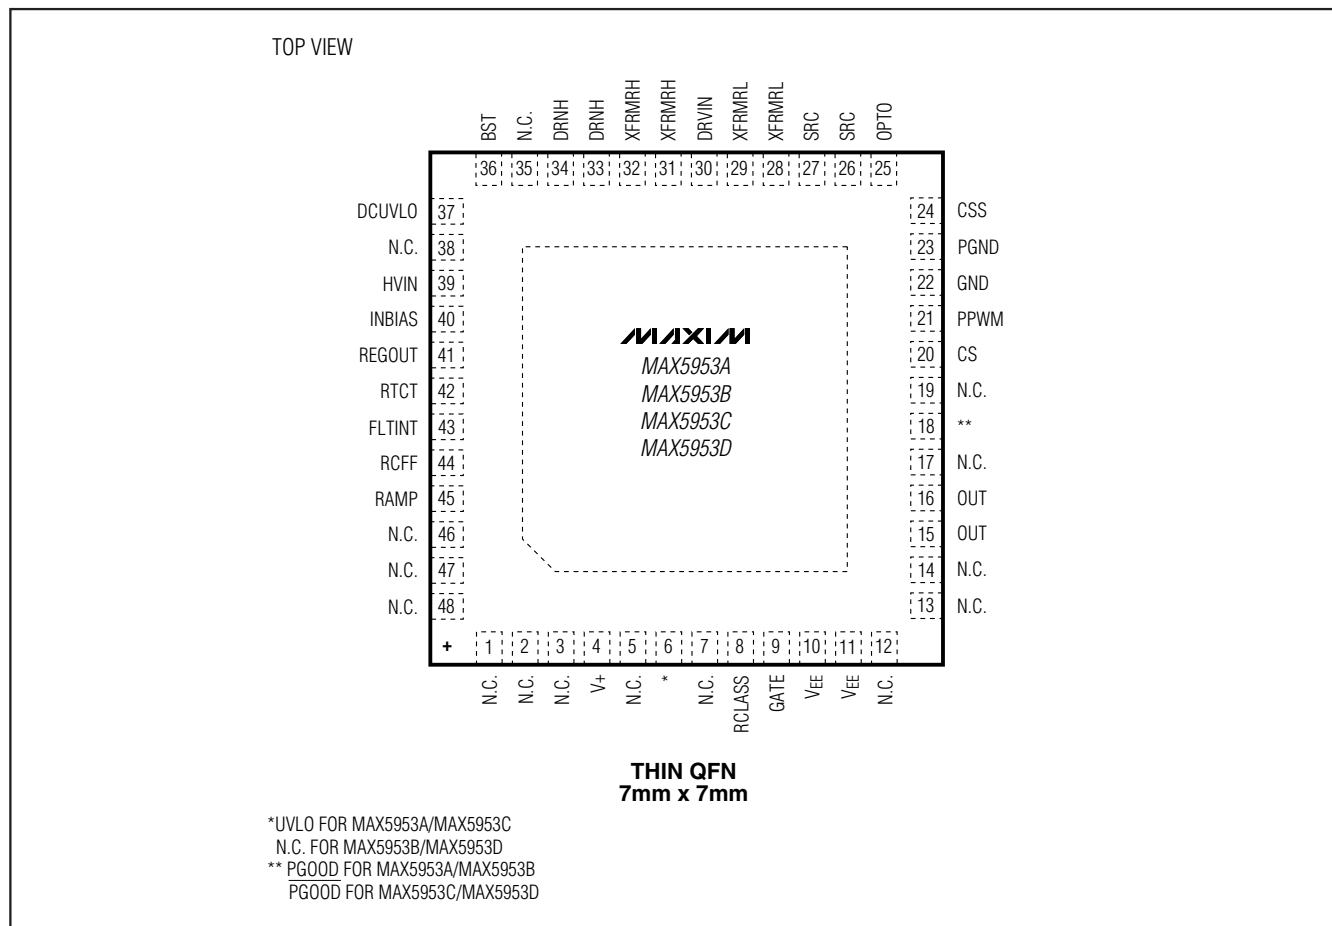 TOP VIEW
BST N.C. DRNH DRNH XFRMRH XFRMRH DRVIN XFRMRL XFRMRL SRC SRC OPTO
36 35 34 33 32 31 30 29 28 27 26 25
DCUVLO 37 24 CSS
N.C. 38 23 PGND
HVIN 39 22 GND
INBIAS 40 21 PPWM
REGOUT 41 20 CS
RTCT 42 19 N.C.
FLTINT 43 18 **
RCFF 44 17 N.C.
RAMP 45 16 OUT
N.C. 46 15 OUT
N.C. 47 14 N.C.
N.C. 48 13 N.C.
MAXIM
MAX5953A
MAX5953B
MAX5953C
MAX5953D
+ 1 2 3 4 5 6 7 8 9 10 11 12
N.C. N.C. N.C. V+ N.C. * N.C. RCLASS GATE VEE VEE N.C.
THIN QFN
7mm x 7mm
*UVLO FOR MAX5953A/MAX5953C
N.C. FOR MAX5953B/MAX5953D
** PGOOD FOR MAX5953A/MAX5953B
PGOOD FOR MAX5953C/MAX5953D